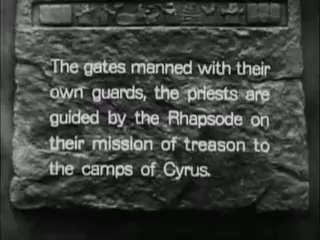 The gates manned with their
own guards, the priests are
guided by the Rhapsode on
their mission of treason to
the camps of Cyrus.